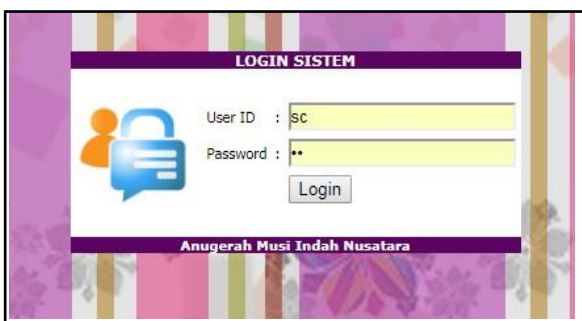 LOGIN SISTEM
User ID : sc
Password : ••
Login
Anugerah Musi Indah Nusatara